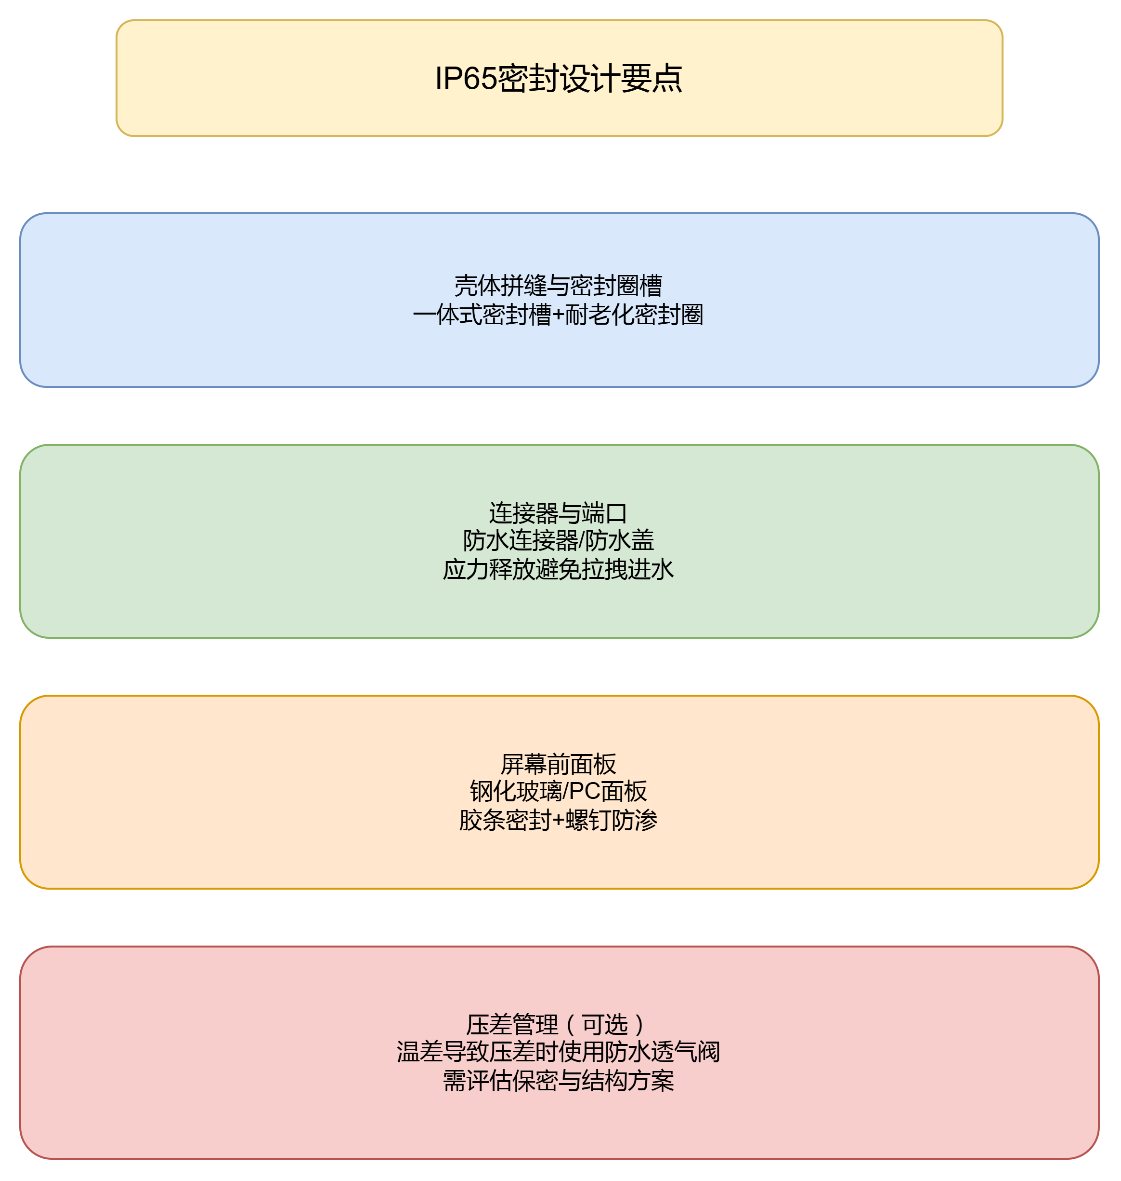 IP65密封设计要点
壳体拼缝与密封圈槽
一体式密封槽+耐老化密封圈
连接器与端口
防水连接器/防水盖
应力释放避免拉拽进水
屏幕前面板
钢化玻璃/PC面板
胶条密封+螺钉防渗
压差管理（可选）
温差导致压差时使用防水透气阀
需评估保密与结构方案